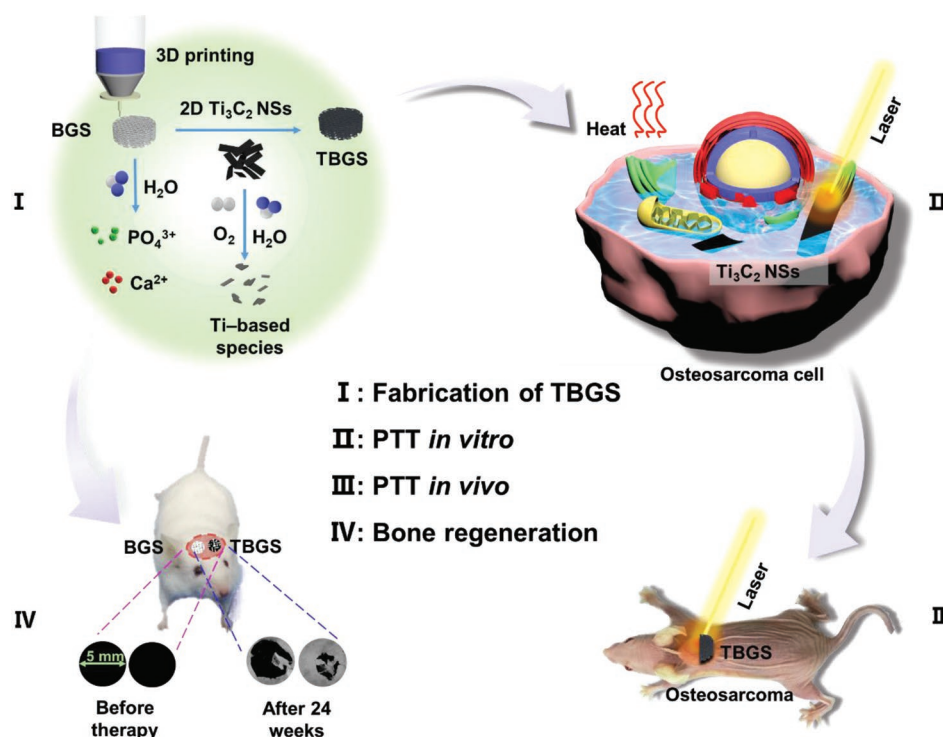 3D printing
2D Ti₃C₂ NSs
BGS
TBGS
H₂O
O₂
H₂O
PO₄³⁺
Ca²⁺
Ti–based
species
I
Heat
Laser
Ti₃C₂ NSs
Osteosarcoma cell
II
I : Fabrication of TBGS
II : PTT in vitro
III : PTT in vivo
IV : Bone regeneration
BGS
TBGS
IV
5 mm
Before
therapy
After 24
weeks
Laser
TBGS
Osteosarcoma